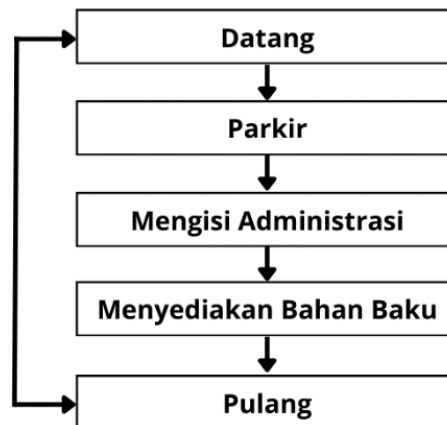 Datang
Parkir
Mengisi Administrasi
Menyediakan Bahan Baku
Pulang